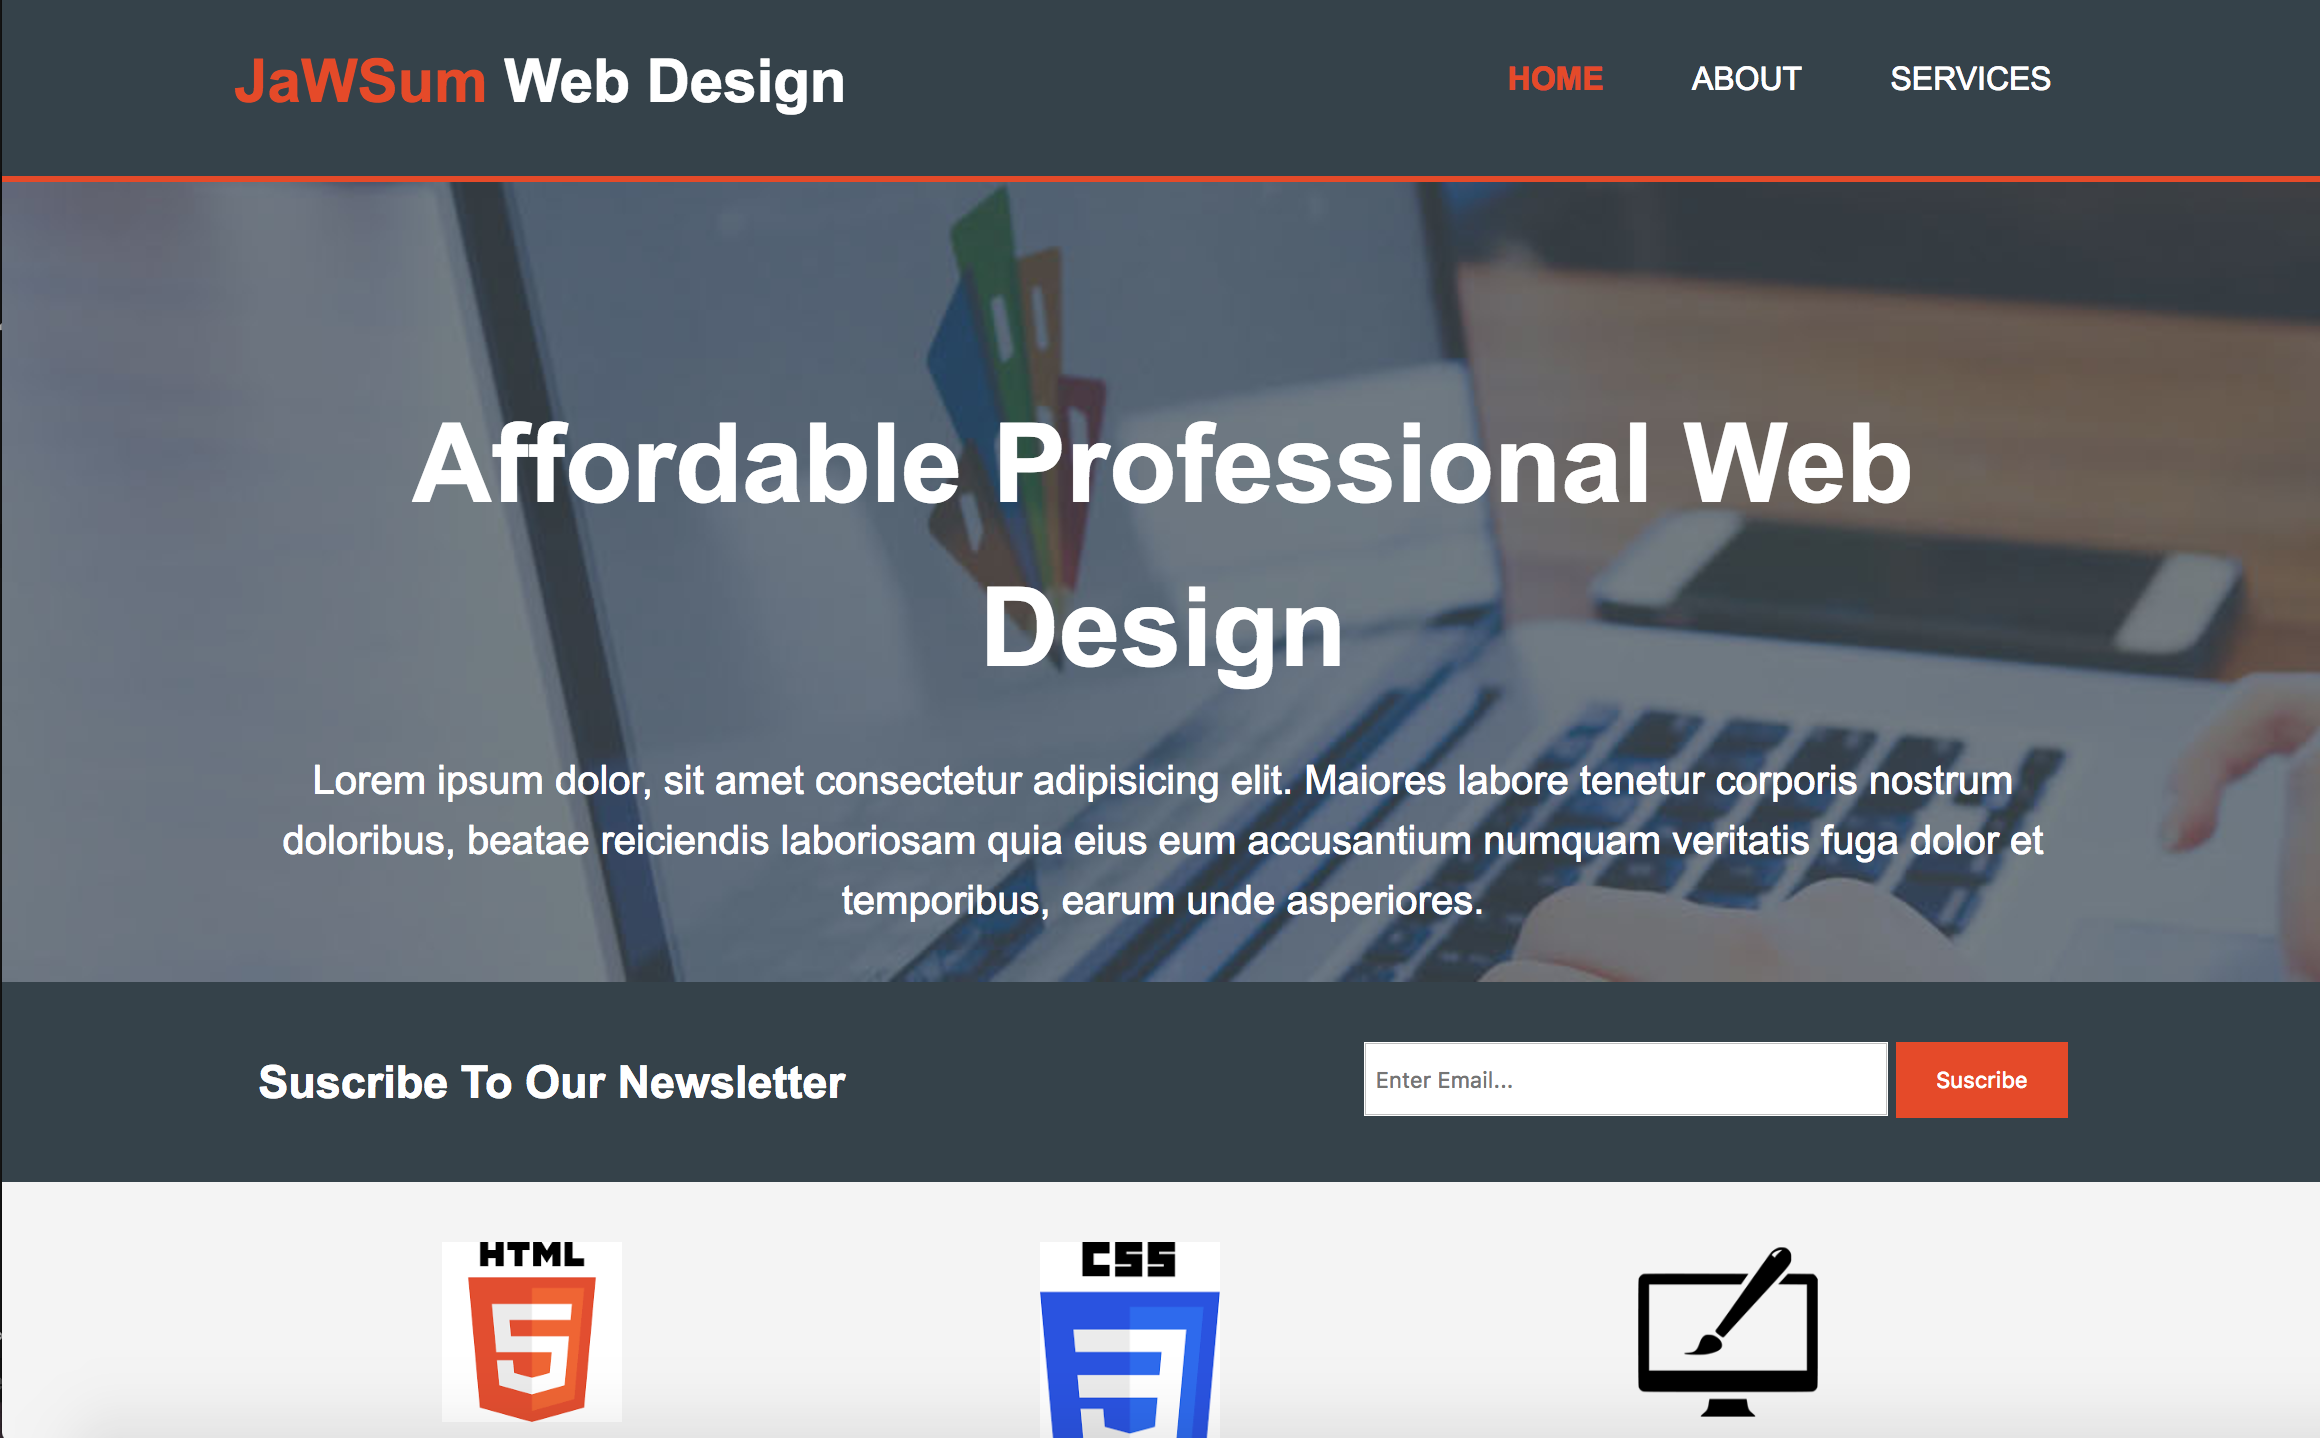 JaWSum Web Design
HOME ABOUT SERVICES
Affordable Professional Web
Design
Lorem ipsum dolor, sit amet consectetur adipisicing elit. Maiores labore tenetur corporis nostrum
doloribus, beatae reiciendis laboriosam quia eius eum accusantium numquam veritatis fuga dolor et
temporibus, earum unde asperiores.
Suscribe To Our Newsletter
Enter Email...
Suscribe
HTML
5
CSS
3